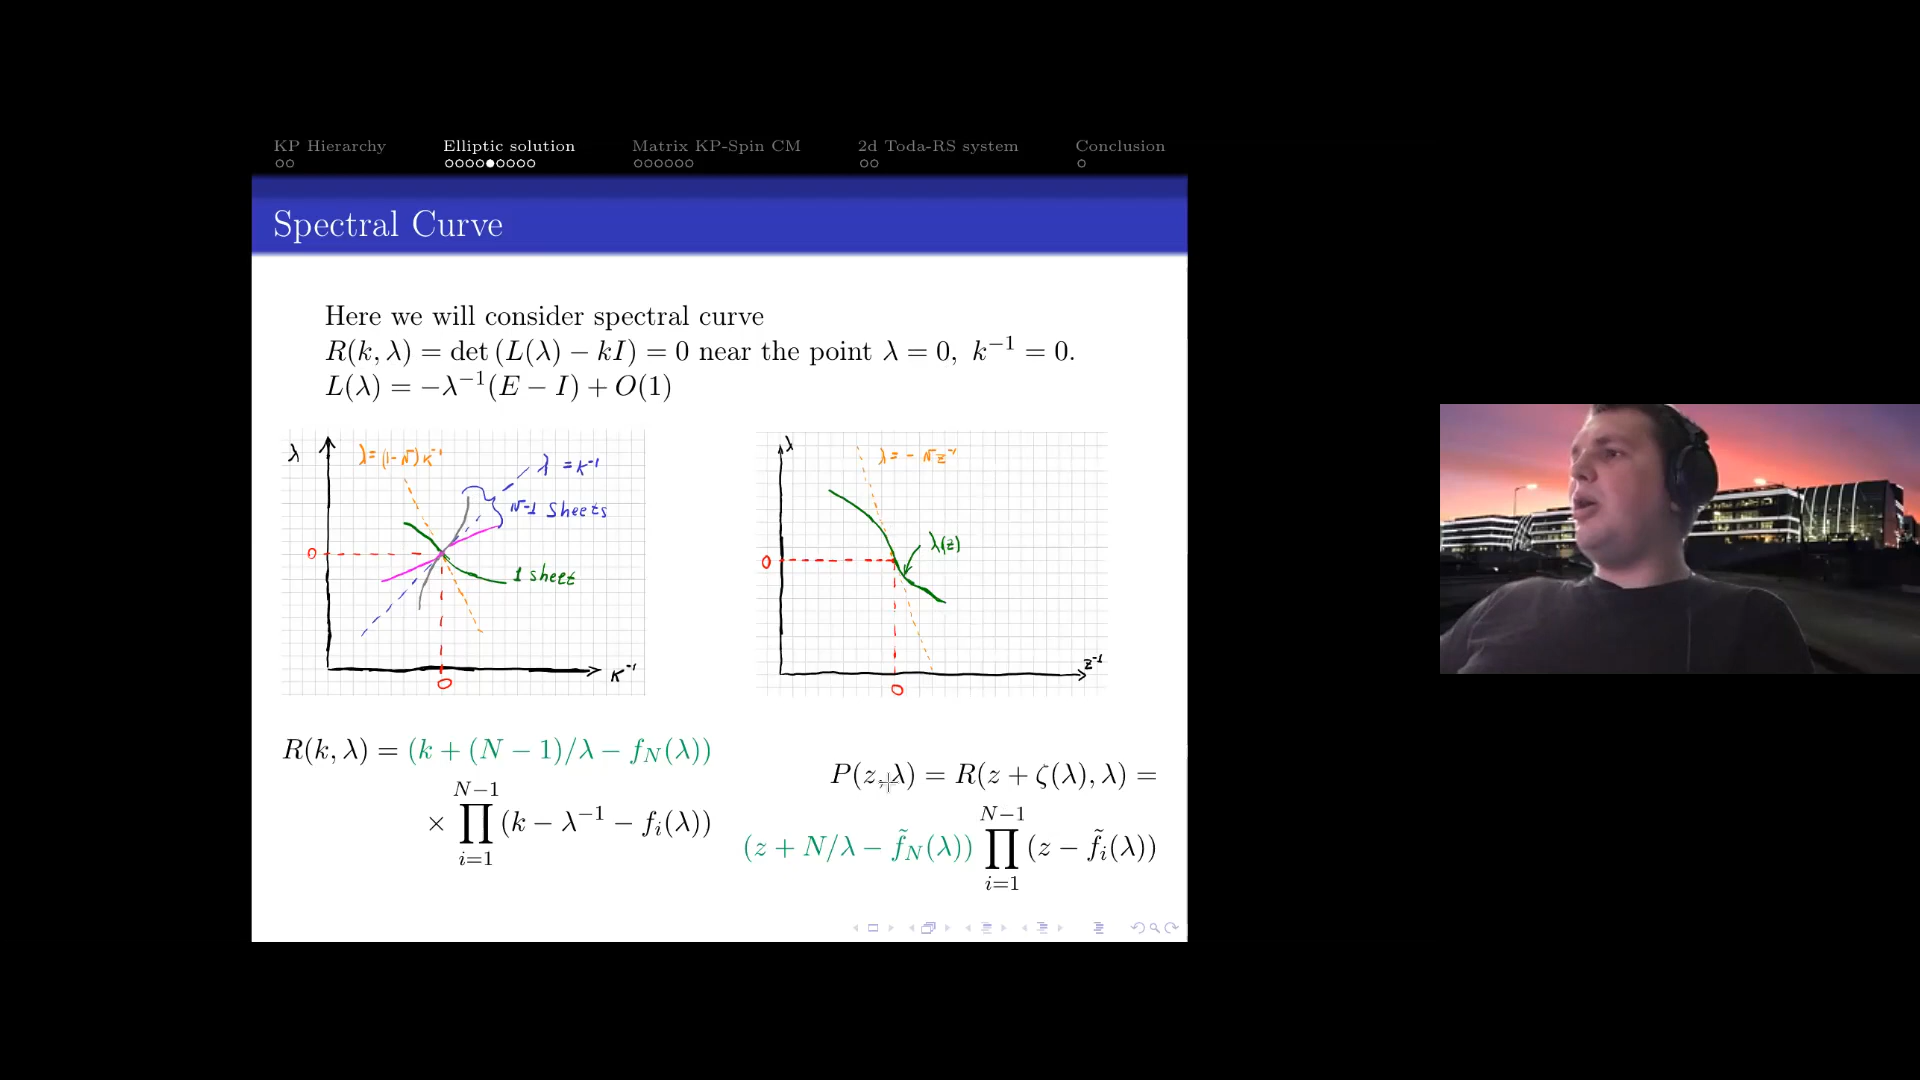 KP Hierarchy Elliptic solution Matrix KP-Spin CM 2d Toda-RS system Conclusion
Spectral Curve
Here we will consider spectral curve
R(k, λ) = det (L(λ) − kI) = 0 near the point λ = 0, k⁻¹ = 0.
L(λ) = −λ⁻¹(E − I) + O(1)
λ
λ=(1-N)K⁻¹
λ = K⁻¹
N-1 Sheets
0
1 sheet
K⁻¹
0
λ
λ= - Nz⁻¹
λ(z)
0
z⁻¹
0
R(k, λ) = (k + (N − 1)/λ − f_N(λ))
× ∏_{i=1}^{N−1} (k − λ⁻¹ − f_i(λ))
P(z, λ) = R(z + ζ(λ), λ) =
(z + N/λ − f̃_N(λ)) ∏_{i=1}^{N−1} (z − f̃_i(λ))